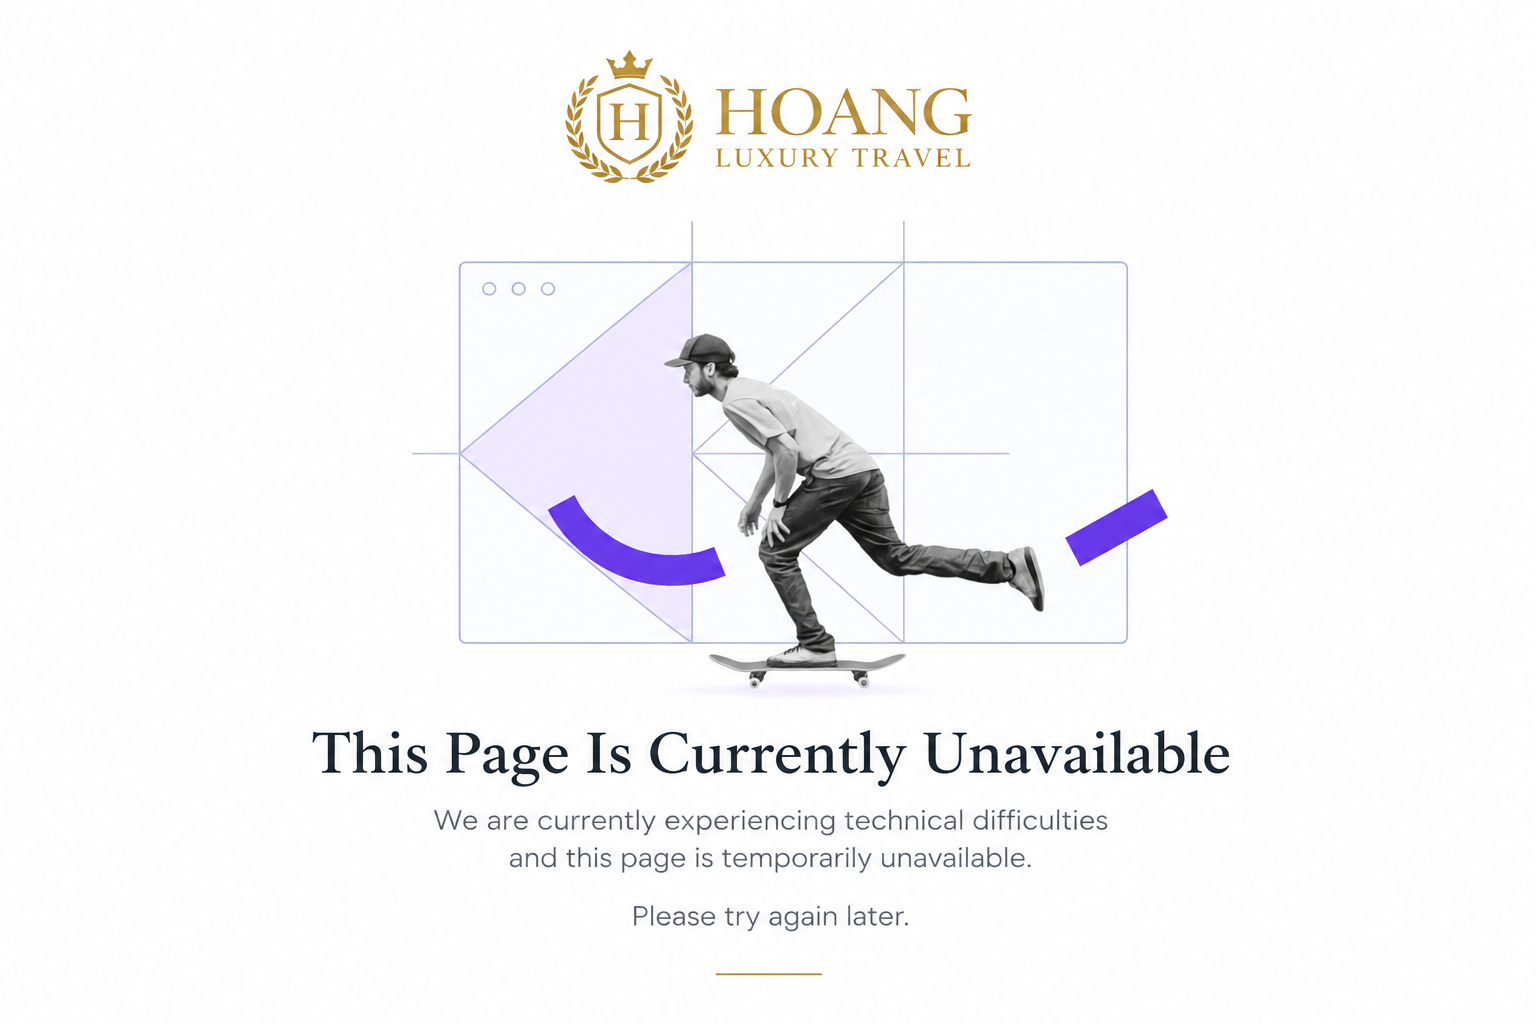 H
HOANG
LUXURY TRAVEL
This Page Is Currently Unavailable
We are currently experiencing technical difficulties
and this page is temporarily unavailable.
Please try again later.